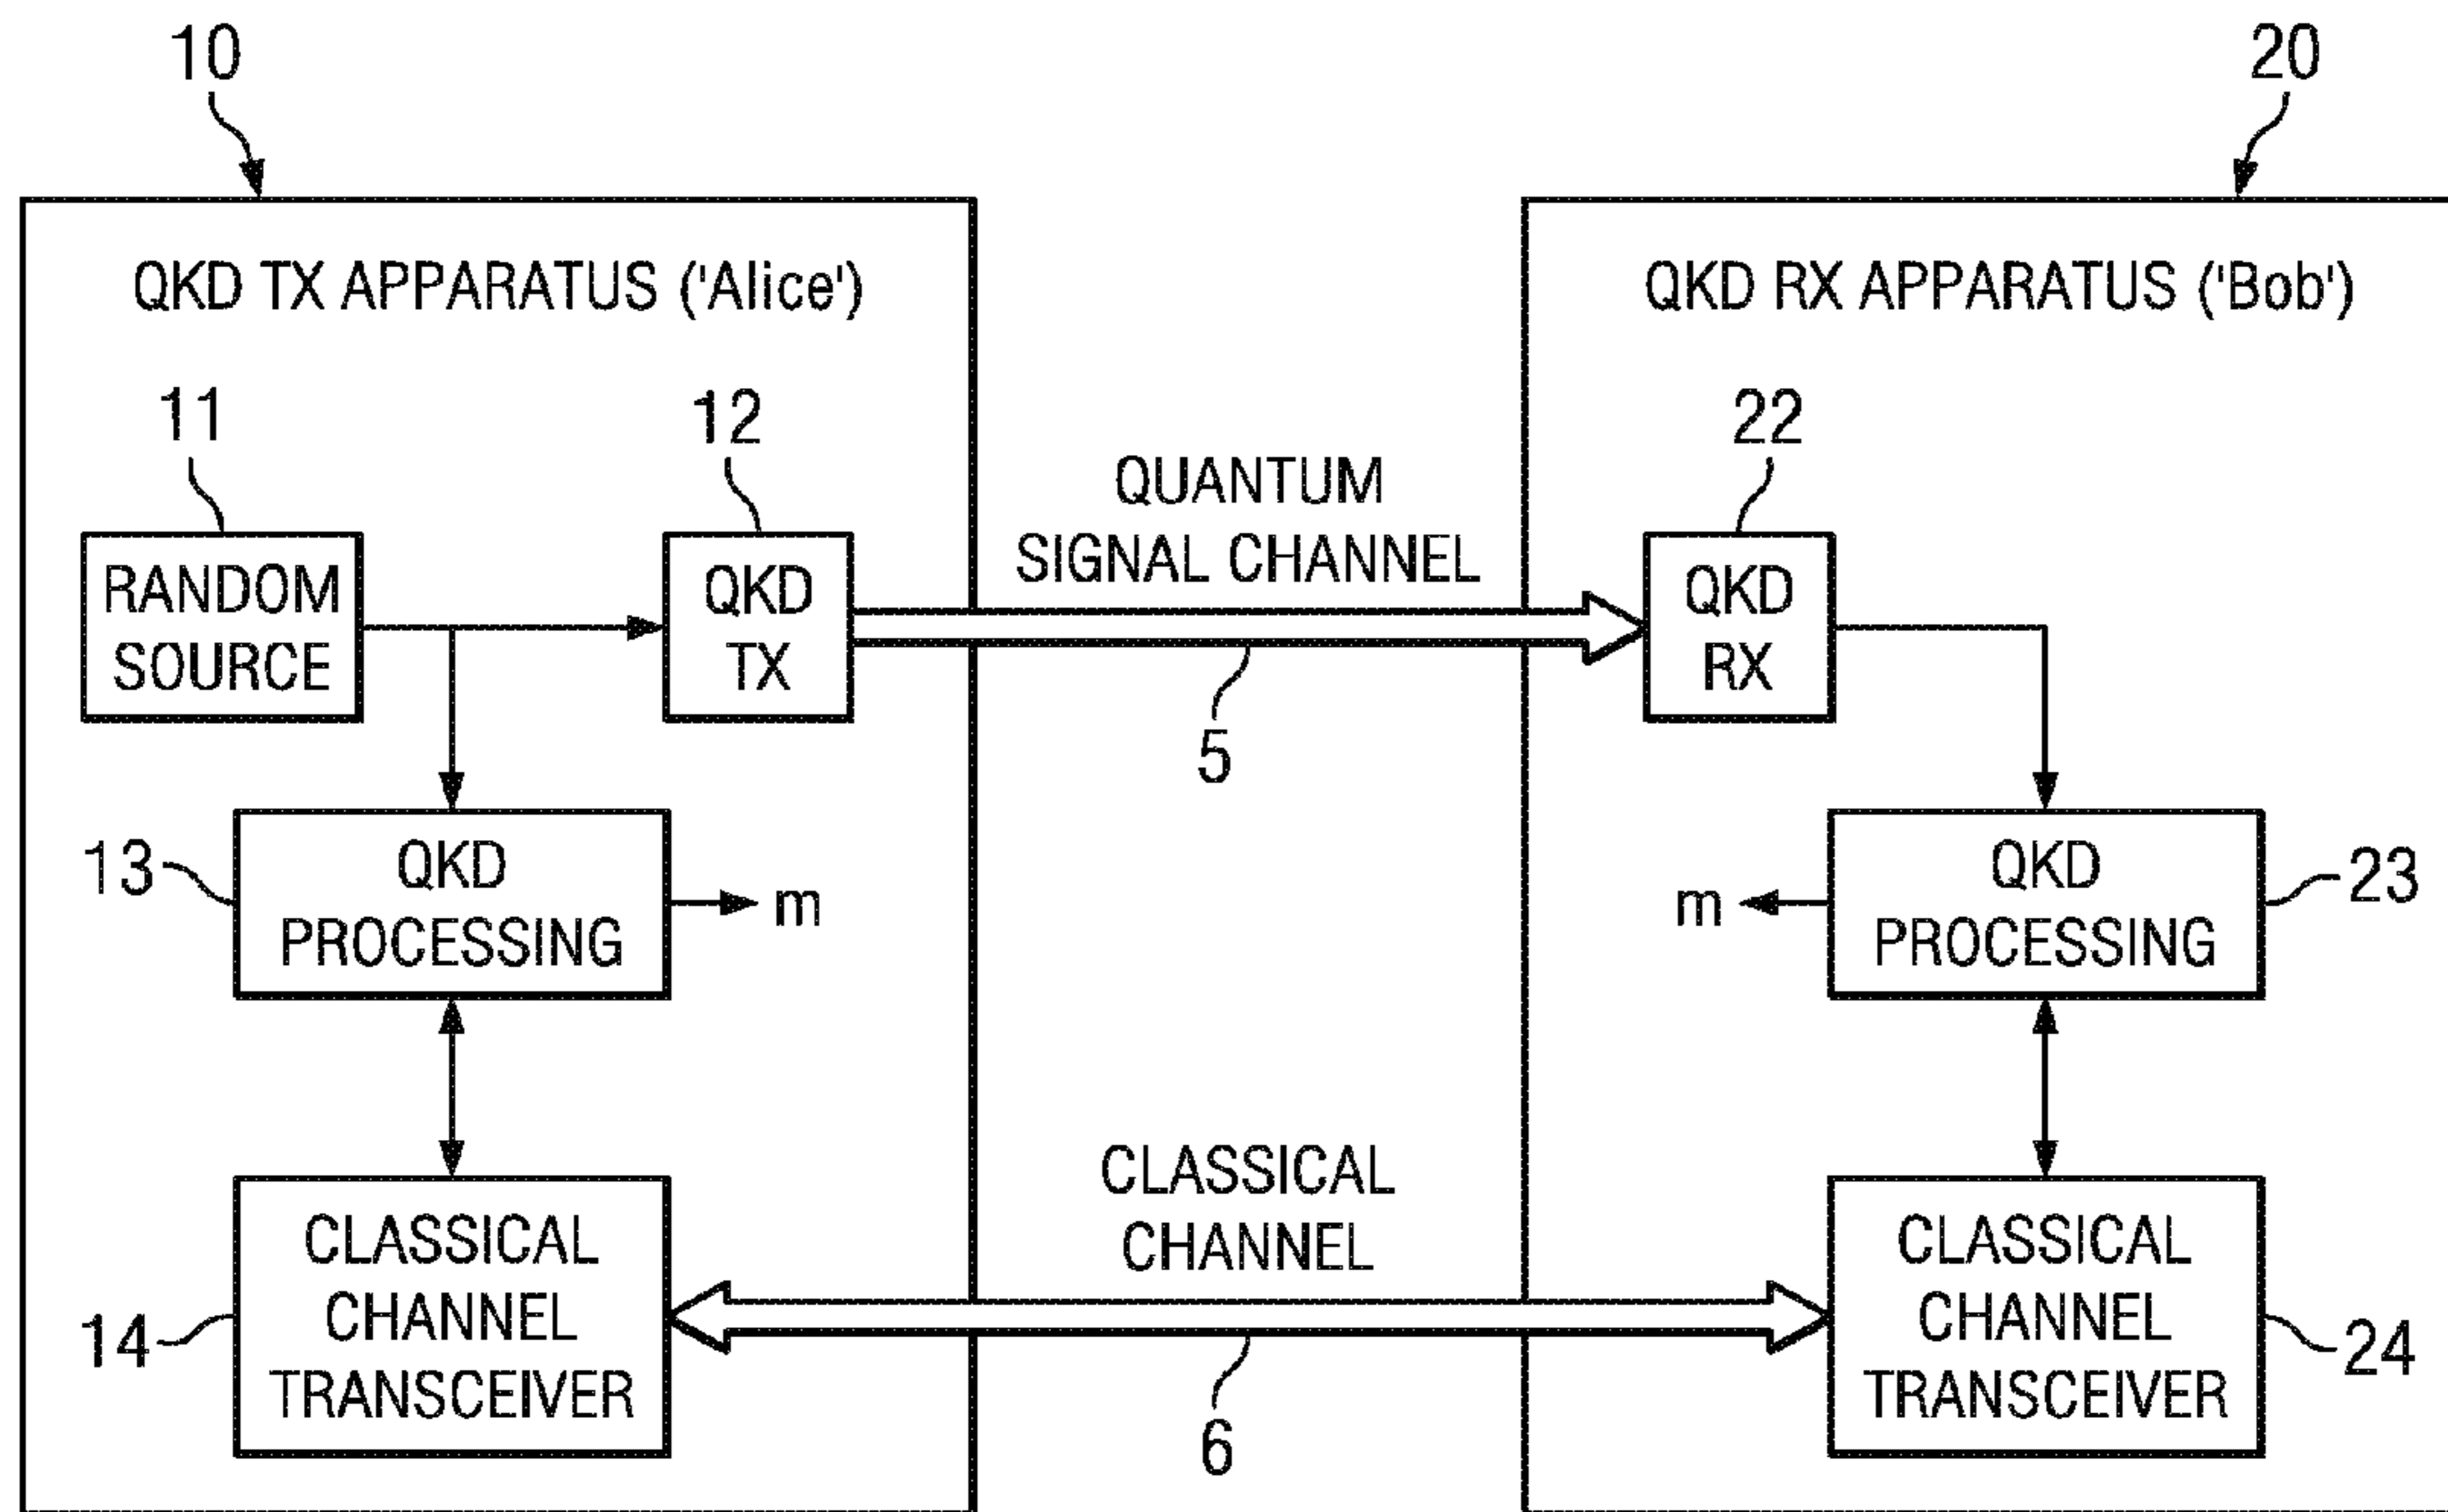 10
20
QKD TX APPARATUS ('Alice')
QKD RX APPARATUS ('Bob')
11
12
22
QUANTUM
SIGNAL CHANNEL
RANDOM
SOURCE
QKD
TX
QKD
RX
5
13
QKD
PROCESSING
m
m
QKD
PROCESSING
23
CLASSICAL
CHANNEL
14
CLASSICAL
CHANNEL
TRANSCEIVER
CLASSICAL
CHANNEL
TRANSCEIVER
24
6